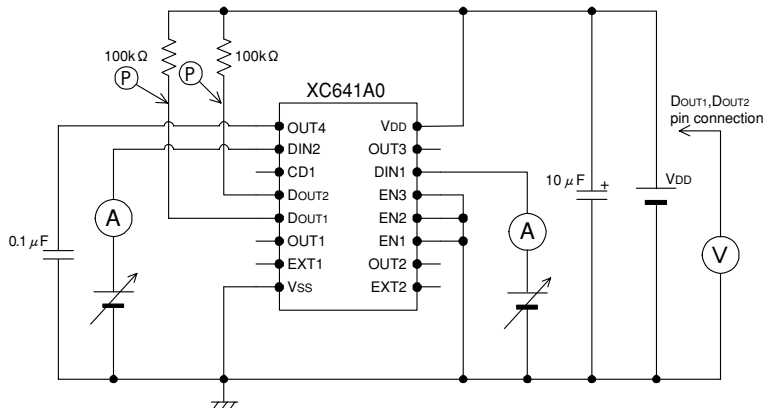 100kΩ
100kΩ
P
P
XC641A0
OUT4
DIN2
CD1
DOUT2
DOUT1
OUT1
EXT1
VSS
VDD
OUT3
DIN1
EN3
EN2
EN1
OUT2
EXT2
A
0.1μF
A
10μF
+
VDD
DOUT1,DOUT2
pin connection
V